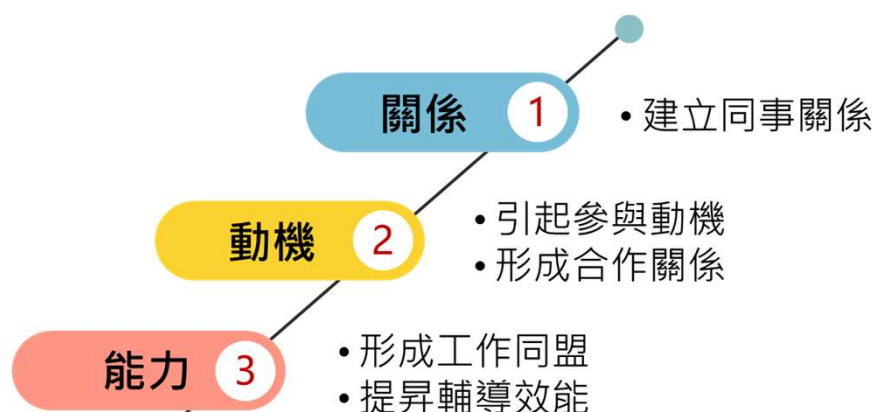 關係 1
• 建立同事關係
動機 2
• 引起參與動機
• 形成合作關係
能力 3
• 形成工作同盟
• 提昇輔導效能